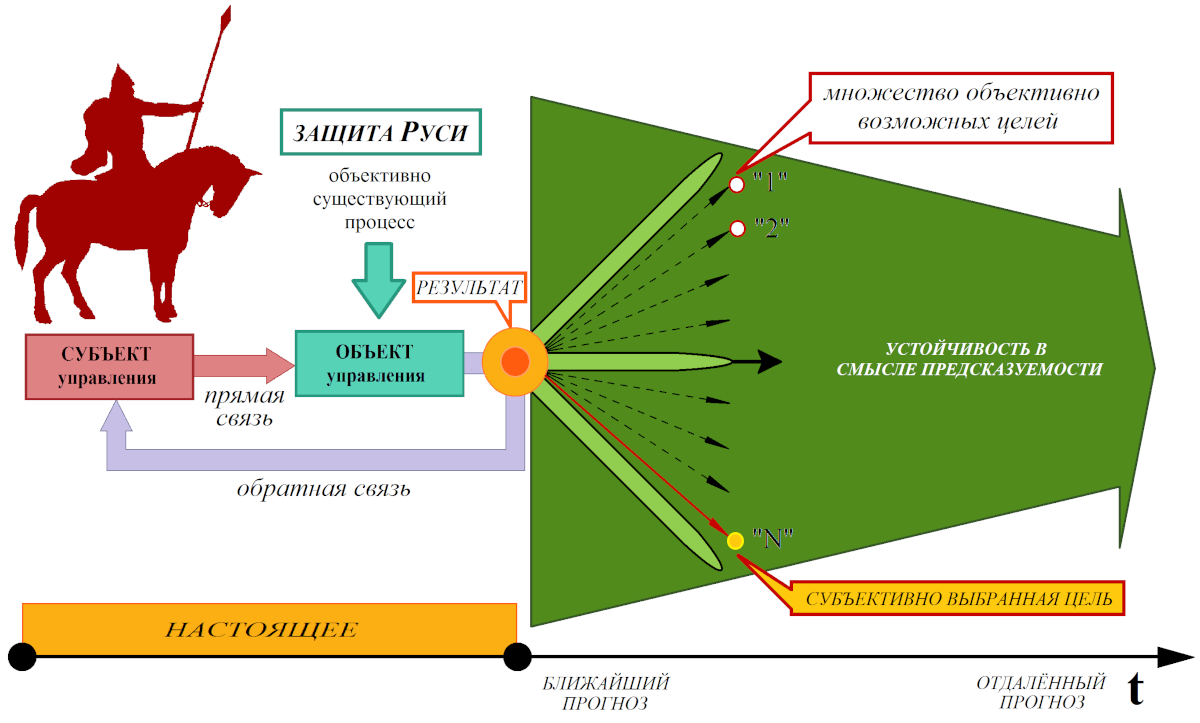 ЗАЩИТА РУСИ
объективно
существующий
процесс
множество объективно
возможных целей
"1"
"2"
РЕЗУЛЬТАТ
СУБЪЕКТ
управления
прямая
связь
ОБЪЕКТ
управления
обратная связь
УСТОЙЧИВОСТЬ В
СМЫСЛЕ ПРЕДСКАЗУЕМОСТИ
"N"
СУБЪЕКТИВНО ВЫБРАННАЯ ЦЕЛЬ
НАСТОЯЩЕЕ
БЛИЖАЙШИЙ
ПРОГНОЗ
ОТДАЛЁННЫЙ
ПРОГНОЗ
t